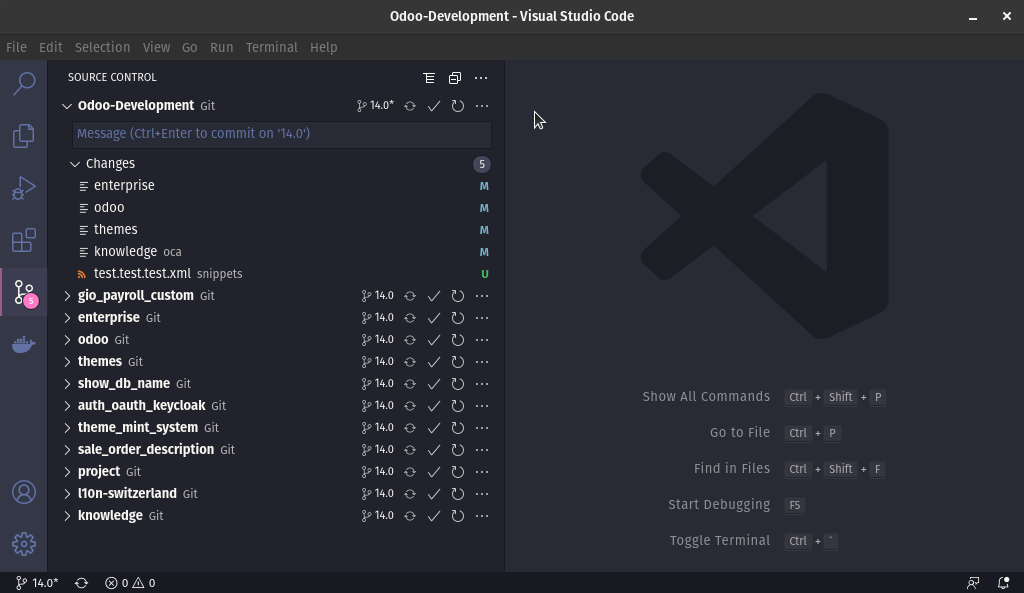 Odoo-Development - Visual Studio Code
File Edit Selection View Go Run Terminal Help
SOURCE CONTROL
Odoo-Development Git 14.0*
Message (Ctrl+Enter to commit on '14.0')
Changes 5
enterprise M
odoo M
themes M
knowledge oca M
test.test.test.xml snippets U
5
gio_payroll_custom Git 14.0
enterprise Git 14.0
odoo Git 14.0
themes Git 14.0
show_db_name Git 14.0
auth_oauth_keycloak Git 14.0
theme_mint_system Git 14.0
sale_order_description Git 14.0
project Git 14.0
l10n-switzerland Git 14.0
knowledge Git 14.0
Show All Commands Ctrl + Shift + P
Go to File Ctrl + P
Find in Files Ctrl + Shift + F
Start Debugging F5
Toggle Terminal Ctrl + `
14.0* 0 0